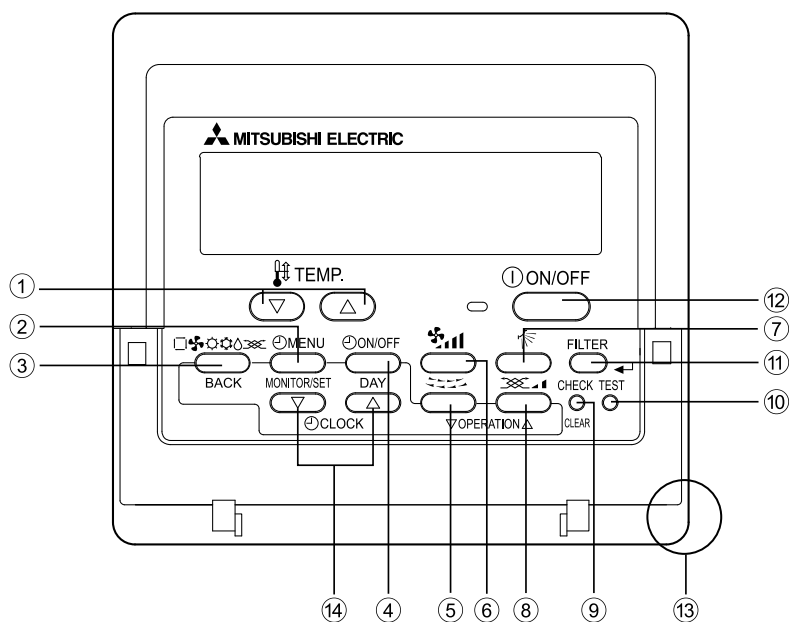 MITSUBISHI ELECTRIC
TEMP.
ON/OFF
① 
⑫
②
⑦
MENU
ON/OFF
FILTER
③
⑪
BACK
MONITOR/SET
DAY
CHECK TEST
⑩
CLOCK
OPERATION
CLEAR
⑭
④
⑤
⑥
⑧
⑨
⑬